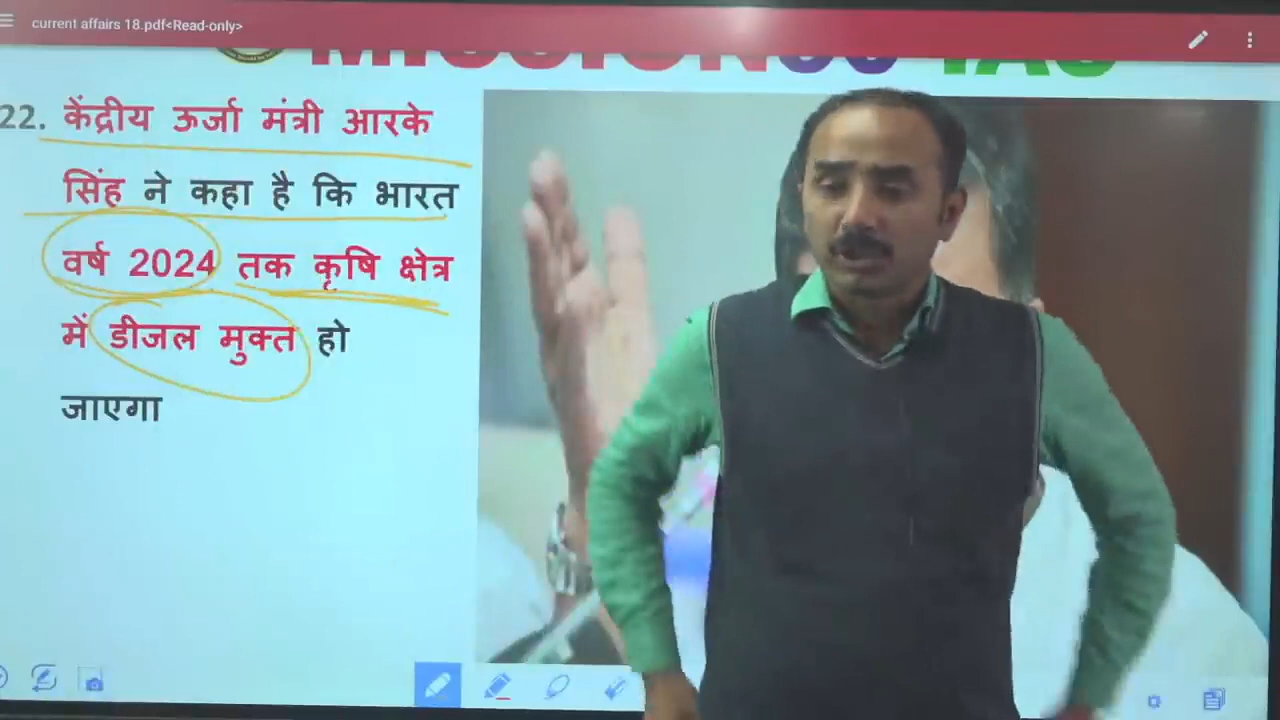 current affairs 18.pdf<Read-only>
22. केंद्रीय ऊर्जा मंत्री आरके
सिंह ने कहा है कि भारत
वर्ष 2024 तक कृषि क्षेत्र
में डीजल मुक्त हो
जाएगा